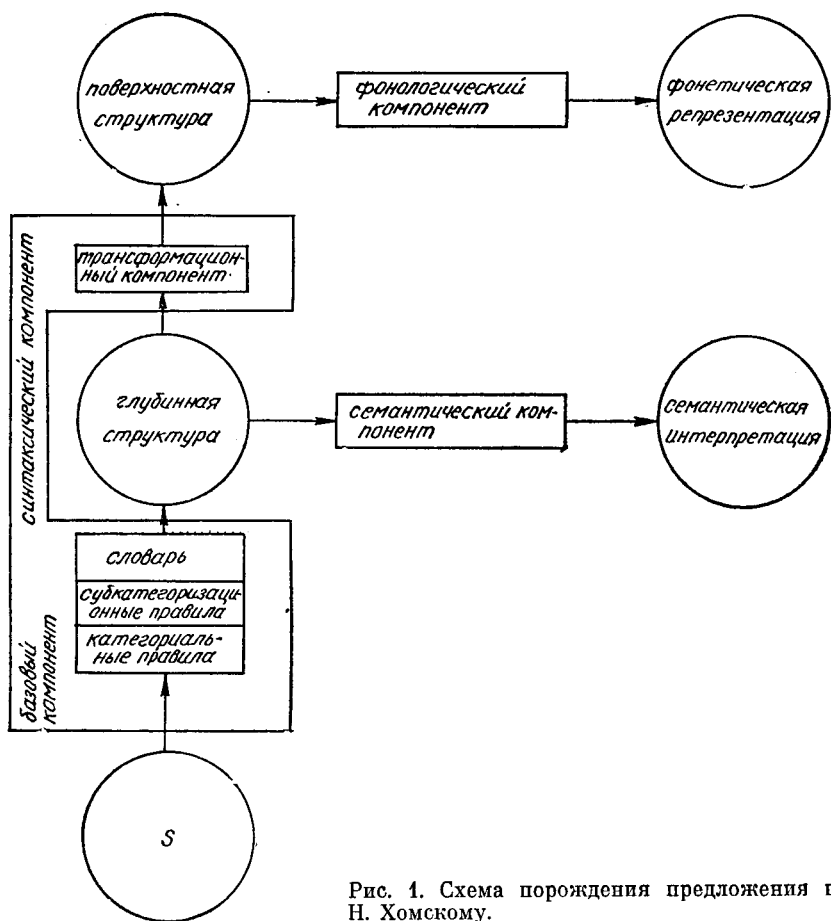 поверхностная
структура
фонологический
компонент
фонетическая
репрезентация
синтаксический компонент
трансформацион-
ный компонент
глубинная
структура
семантический ком-
понент
семантическая
интерпретация
базовый
компонент
словарь
субкатегоризаци-
онные правила
категориаль-
ные правила
S
Рис. 1. Схема порождения предложения
Н. Хомскому.